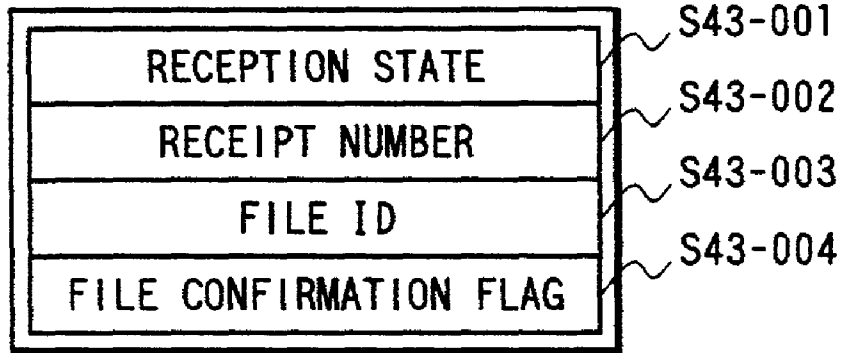 RECEPTION STATE S43-001
RECEIPT NUMBER S43-002
FILE ID S43-003
FILE CONFIRMATION FLAG S43-004